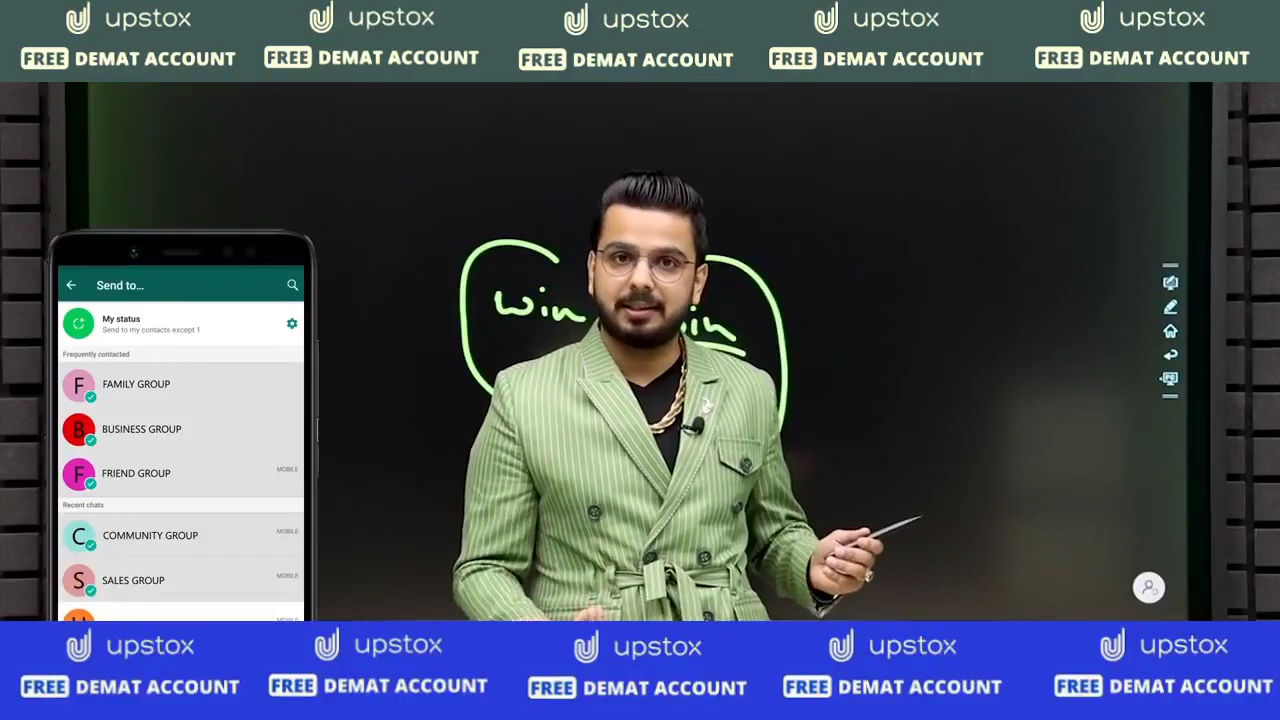 upstox upstox upstox upstox upstox
FREE DEMAT ACCOUNT FREE DEMAT ACCOUNT FREE DEMAT ACCOUNT FREE DEMAT ACCOUNT FREE DEMAT ACCOUNT
Send to...
My status
Send to my contacts except 1
Frequently contacted
F FAMILY GROUP
B BUSINESS GROUP
F FRIEND GROUP MOBILE
Recent chats
C COMMUNITY GROUP MOBILE
S SALES GROUP MOBILE
win
upstox upstox upstox upstox upstox
FREE DEMAT ACCOUNT FREE DEMAT ACCOUNT FREE DEMAT ACCOUNT FREE DEMAT ACCOUNT FREE DEMAT ACCOUNT